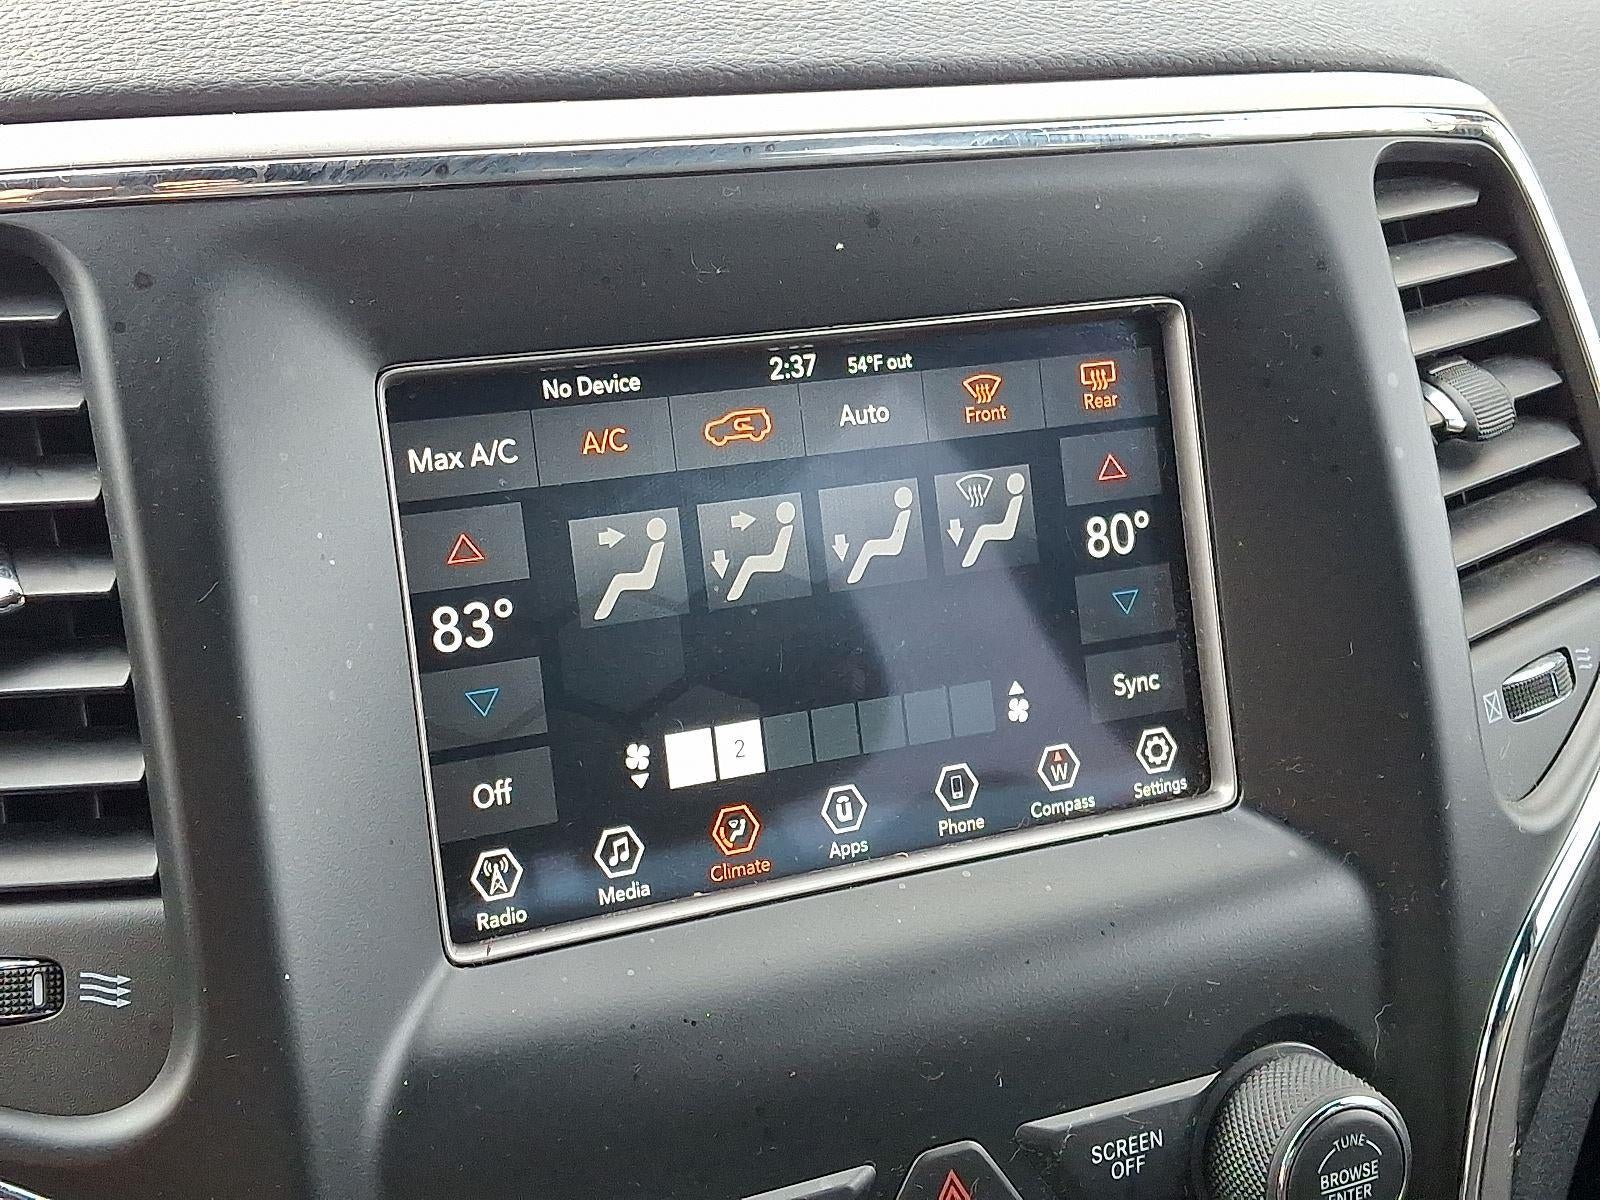 No Device 2:37 54°F out
Max A/C A/C Auto Front Rear
83° 80°
Sync
2
Off
Radio Media Climate Apps Phone Compass Settings
W
SCREEN
OFF
TUNE
BROWSE
ENTER